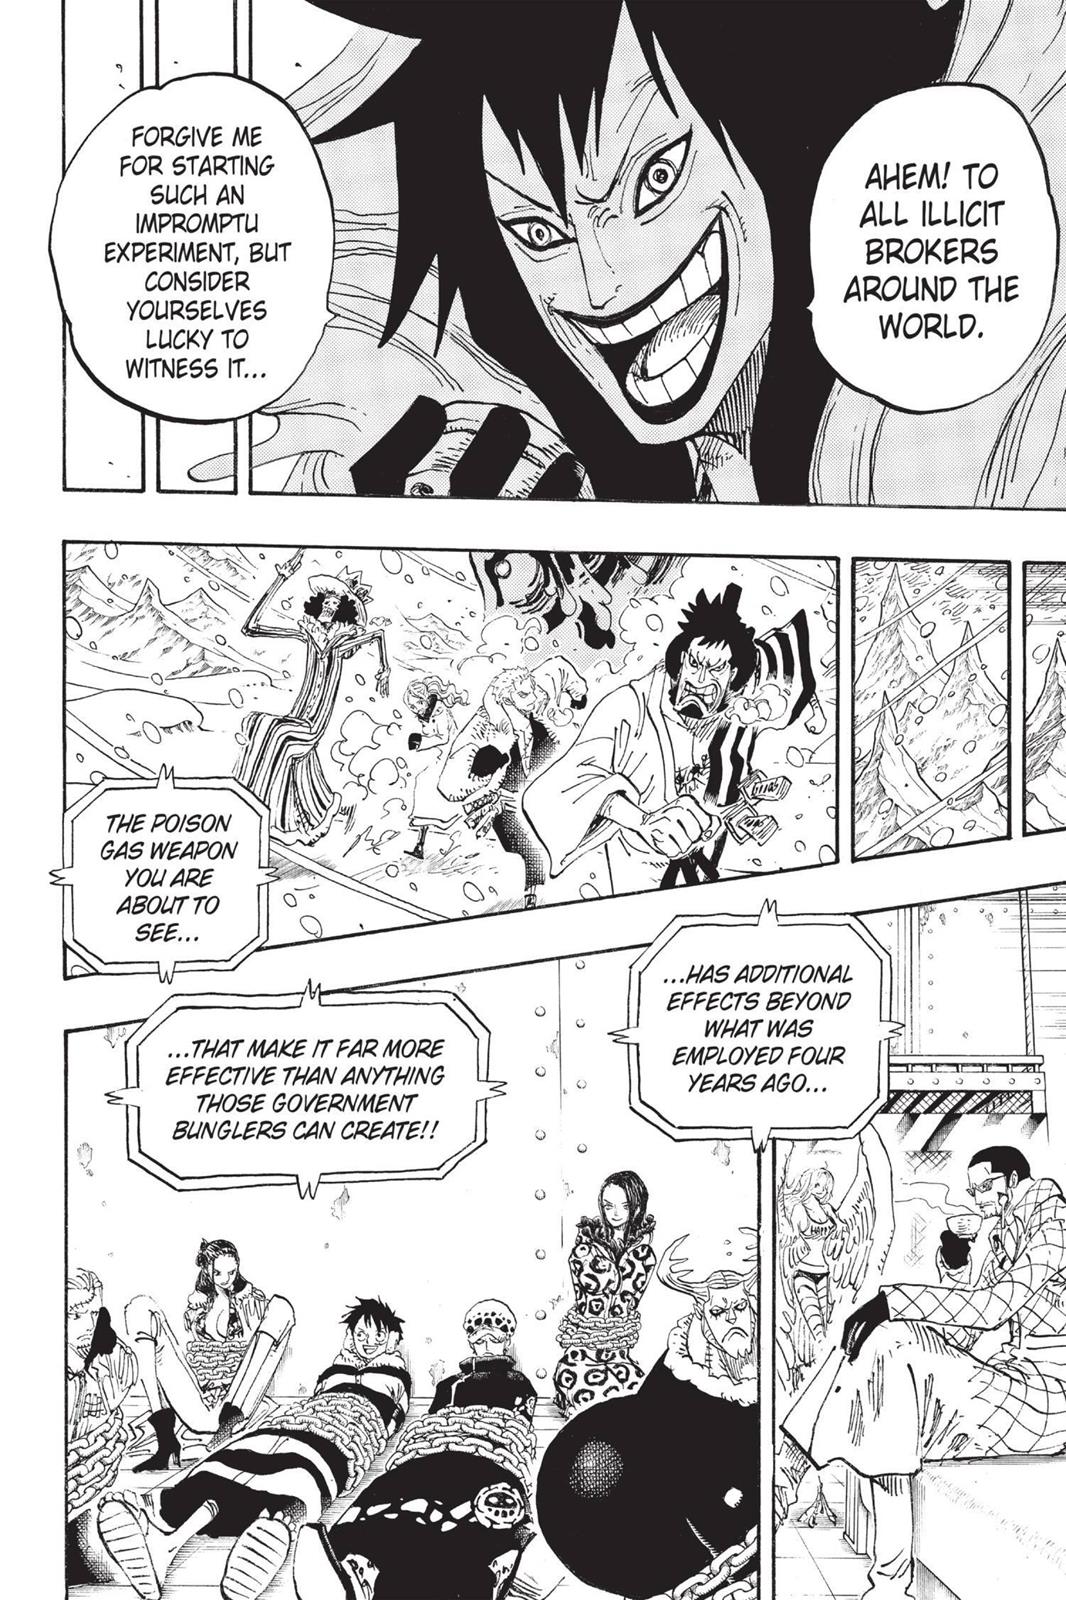 AHEM! TO
ALL ILLICIT
BROKERS
AROUND THE
WORLD.
FORGIVE ME
FOR STARTING
SUCH AN
IMPROMPTU
EXPERIMENT, BUT
CONSIDER
YOURSELVES
LUCKY TO
WITNESS IT...
THE POISON
GAS WEAPON
YOU ARE
ABOUT TO
SEE...
...HAS ADDITIONAL
EFFECTS BEYOND
WHAT WAS
EMPLOYED FOUR
YEARS AGO...
...THAT MAKE IT FAR MORE
EFFECTIVE THAN ANYTHING
THOSE GOVERNMENT
BUNGLERS CAN CREATE!!